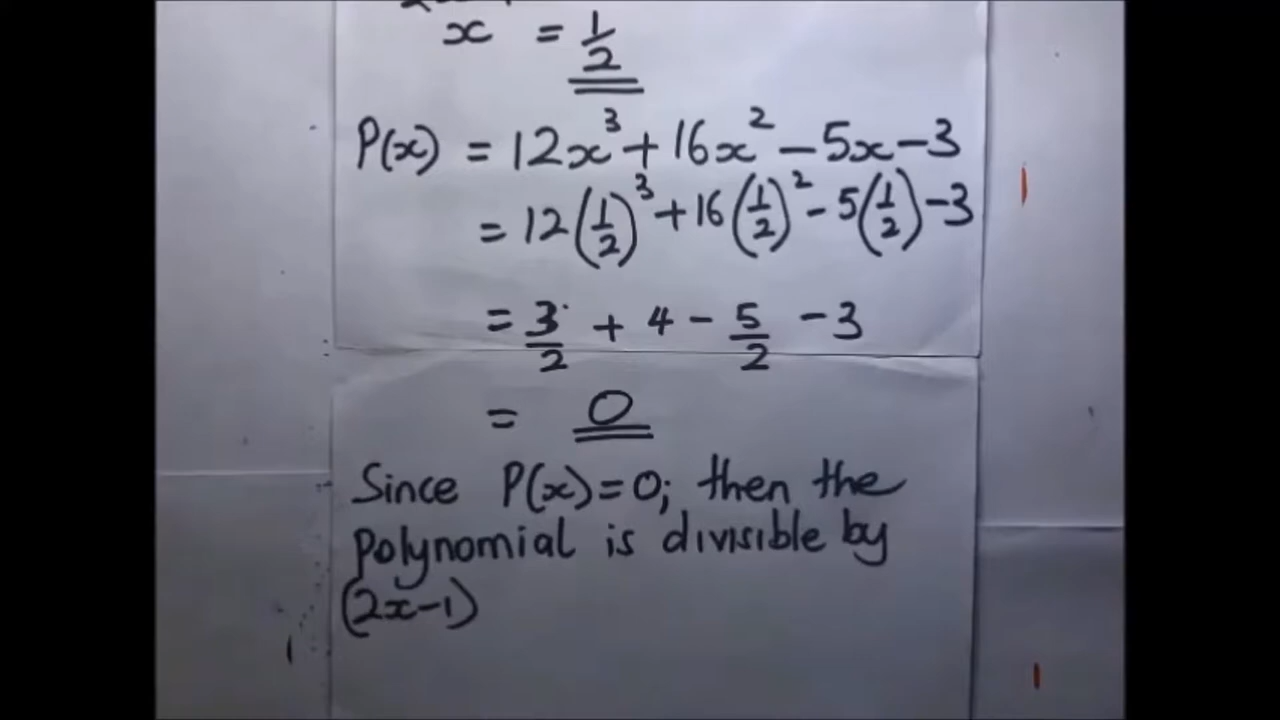 x = 1/2
P(x) = 12x³ + 16x² - 5x - 3
= 12(1/2)³ + 16(1/2)² - 5(1/2) - 3
= 3/2 + 4 - 5/2 - 3
= 0
Since P(x) = 0; then the
polynomial is divisible by
(2x-1)